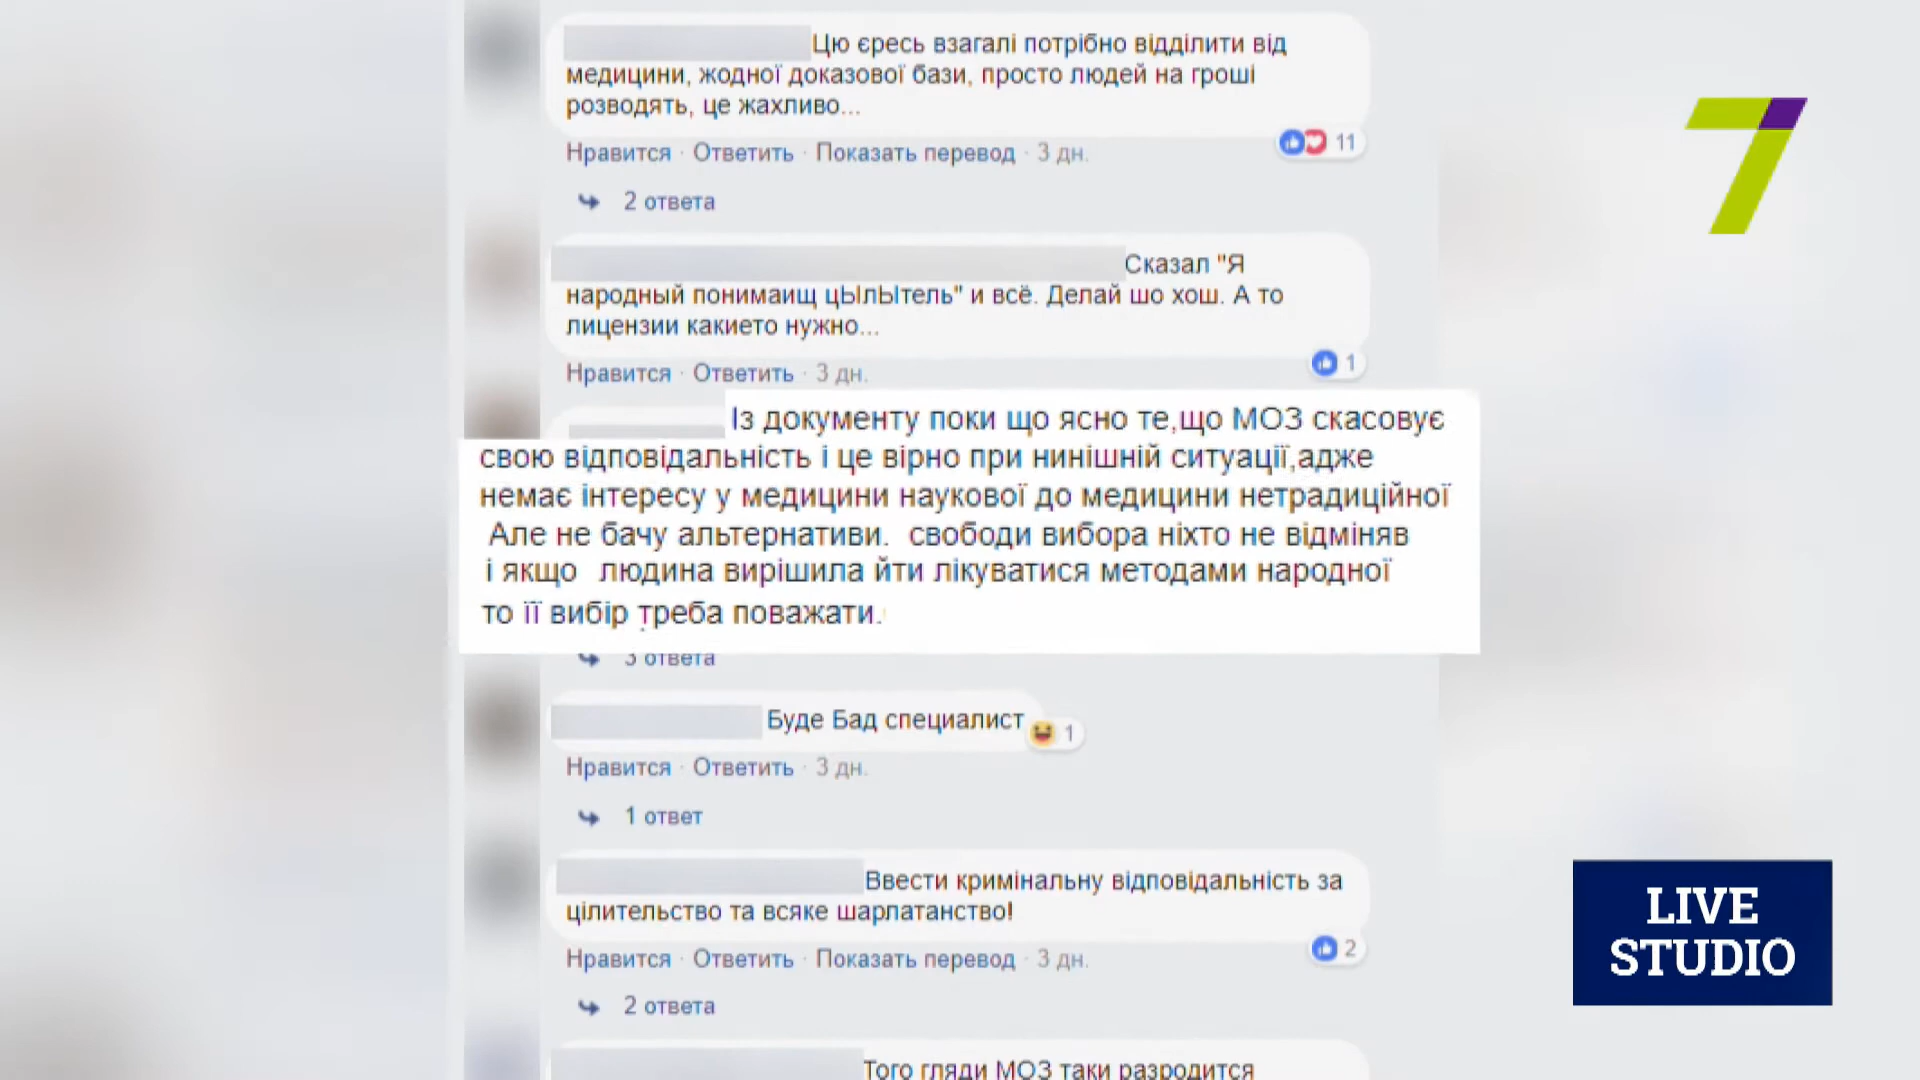 Цю єресь взагалі потрібно відділити від
медицини, жодної доказової бази, просто людей на гроші
розводять, це жахливо...
Нравится · Ответить · Показать перевод · 3 дн.
11
2 ответа
Сказал "Я
народный понимаищ цЫлЫтель" и всё. Делай шо хош. А то
лицензии какието нужно...
Нравится · Ответить · 3 дн.
1
Із документу поки що ясно те,що МОЗ скасовує
свою відповідальність і це вірно при нинішній ситуації,адже
немає інтересу у медицини наукової до медицини нетрадиційної
Але не бачу альтернативи. свободи вибора ніхто не відміняв
і якщо людина вирішила йти лікуватися методами народної
то її вибір треба поважати.
3 ответа
Буде Бад специалист
1
Нравится · Ответить · 3 дн.
1 ответ
Ввести кримінальну відповідальність за
цілительство та всяке шарлатанство!
Нравится · Ответить · Показать перевод · 3 дн.
2
2 ответа
Того гляди МОЗ таки разродится
7
LIVE
STUDIO